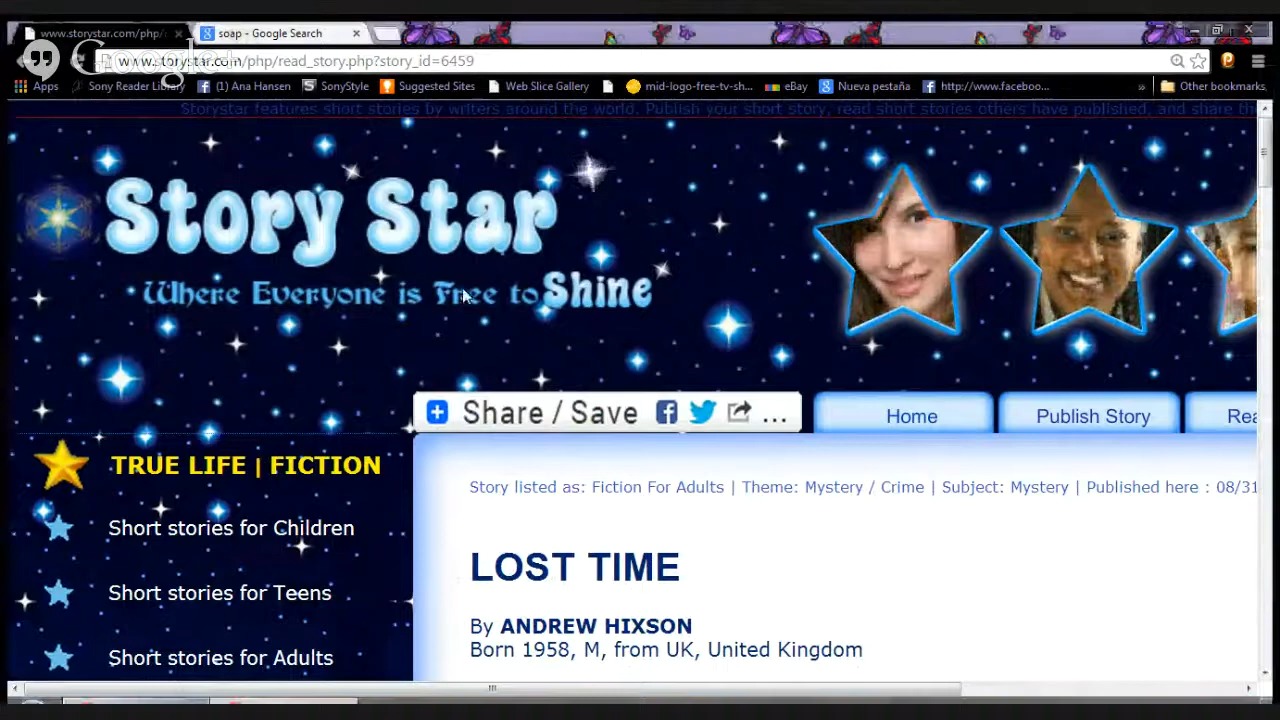 www.storystar.com/php/
soap - Google Search
Google+
www.storystar.com/php/read_story.php?story_id=6459
Apps Sony Reader Library (1) Ana Hansen SonyStyle Suggested Sites Web Slice Gallery mid-logo-free-tv-sh... eBay Nueva pestaña http://www.faceboo... » Other bookmarks
Storystar features short stories by writers around the world. Publish your short story, read short stories others have published, and share
Story Star
Where Everyone is Free to Shine
Share / Save ...
Home
Publish Story
TRUE LIFE | FICTION
Story listed as: Fiction For Adults | Theme: Mystery / Crime | Subject: Mystery | Published here : 08/31
Short stories for Children
LOST TIME
Short stories for Teens
By ANDREW HIXSON
Born 1958, M, from UK, United Kingdom
Short stories for Adults